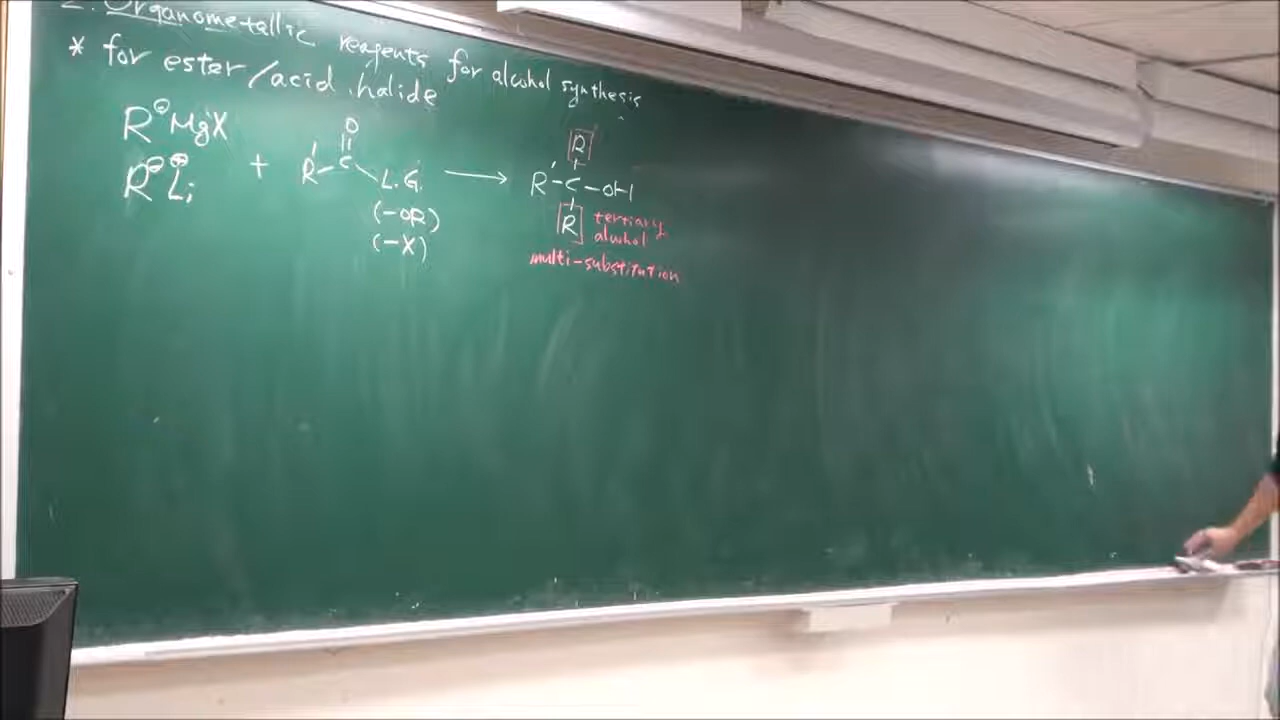 2. Organometallic reagents for alcohol synthesis
* for ester/acid halide
R⊖MgX
R⊖Li⊕ + R'-C(=O)-L.G. → R'-C(R)(R)-OH
(-OR)
(-X)
tertiary
alcohol
multi-substitution